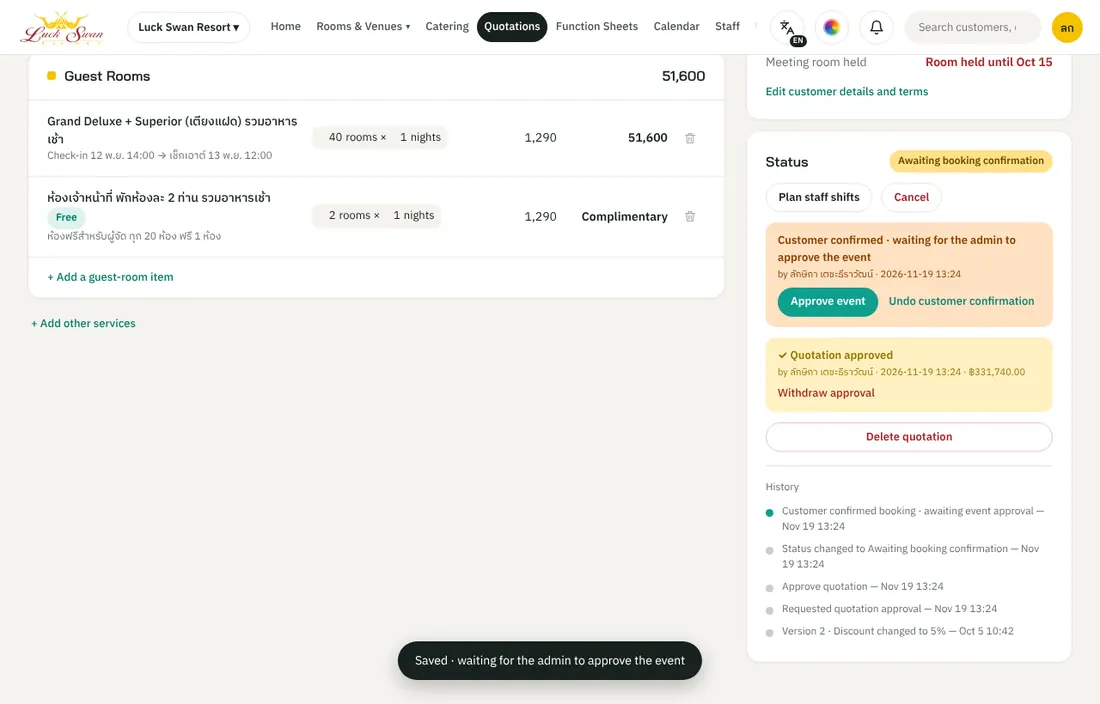 Luck Swan
Luck Swan Resort ▾
Home
Rooms & Venues ▾
Catering
Quotations
Function Sheets
Calendar
Staff
EN
Search customers,
an
Guest Rooms
51,600
Grand Deluxe + Superior (เตียงแฝด) รวมอาหาร
เช้า
Check-in 12 พ.ย. 14:00 → เช็กเอาต์ 13 พ.ย. 12:00
40 rooms × 1 nights
1,290
51,600
ห้องเจ้าหน้าที่ พักห้องละ 2 ท่าน รวมอาหารเช้า
Free
ห้องฟรีสำหรับผู้จัด ทุก 20 ห้อง ฟรี 1 ห้อง
2 rooms × 1 nights
1,290
Complimentary
+ Add a guest-room item
+ Add other services
Meeting room held
Room held until Oct 15
Edit customer details and terms
Status
Awaiting booking confirmation
Plan staff shifts
Cancel
Customer confirmed · waiting for the admin to
approve the event
by ลักษิกา เตชะธีราวัฒน์ · 2026-11-19 13:24
Approve event
Undo customer confirmation
✓ Quotation approved
by ลักษิกา เตชะธีราวัฒน์ · 2026-11-19 13:24 · ฿331,740.00
Withdraw approval
Delete quotation
History
Customer confirmed booking · awaiting event approval —
Nov 19 13:24
Status changed to Awaiting booking confirmation — Nov
19 13:24
Approve quotation — Nov 19 13:24
Requested quotation approval — Nov 19 13:24
Version 2 · Discount changed to 5% — Oct 5 10:42
Saved · waiting for the admin to approve the event